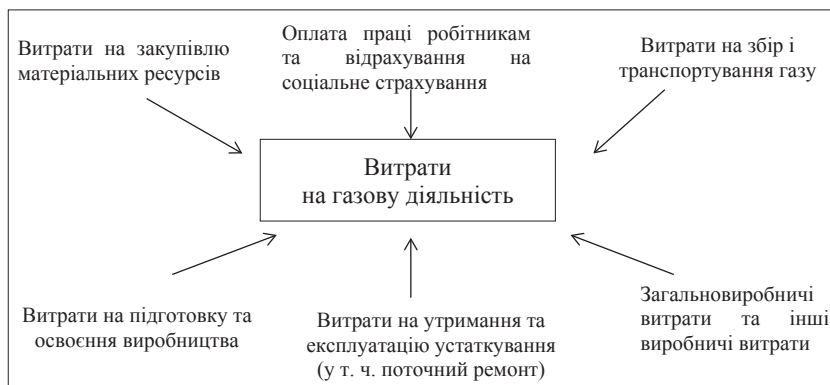 Витрати на закупівлю
матеріальних ресурсів
Оплата праці робітникам
та відрахування на
соціальне страхування
Витрати на збір і
транспортування газу
Витрати
на газову діяльність
Витрати на підготовку та
освоєння виробництва
Витрати на утримання та
експлуатацію устаткування
(у т. ч. поточний ремонт)
Загальновиробничі
витрати та інші
виробничі витрати